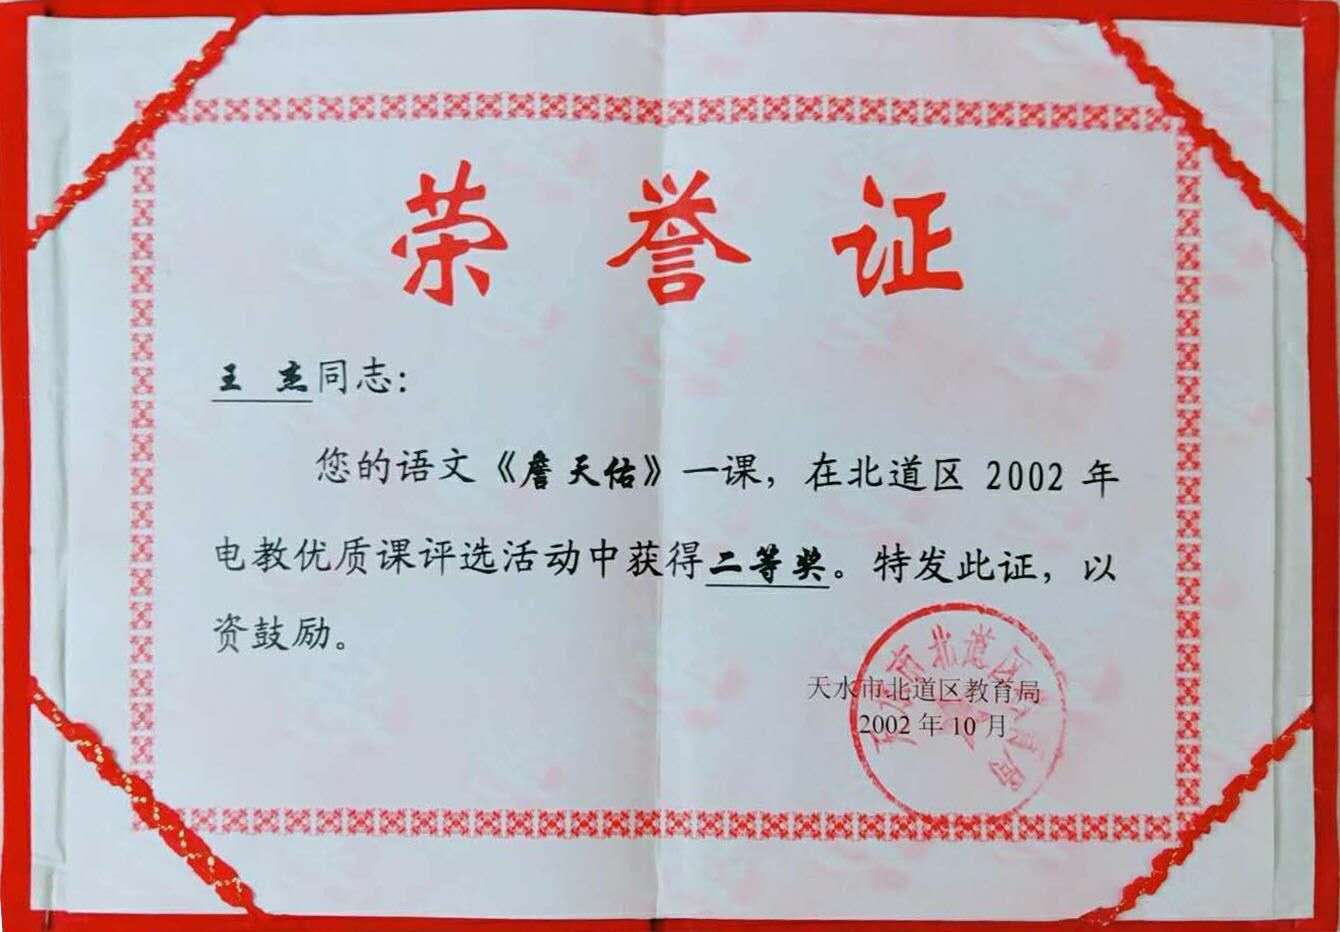 荣誉证
王 杰同志：
您的语文《詹天佑》一课，在北道区 2002 年
电教优质课评选活动中获得二等奖。特发此证，以
资鼓励。
天水市北道区教育局
2002 年 10 月